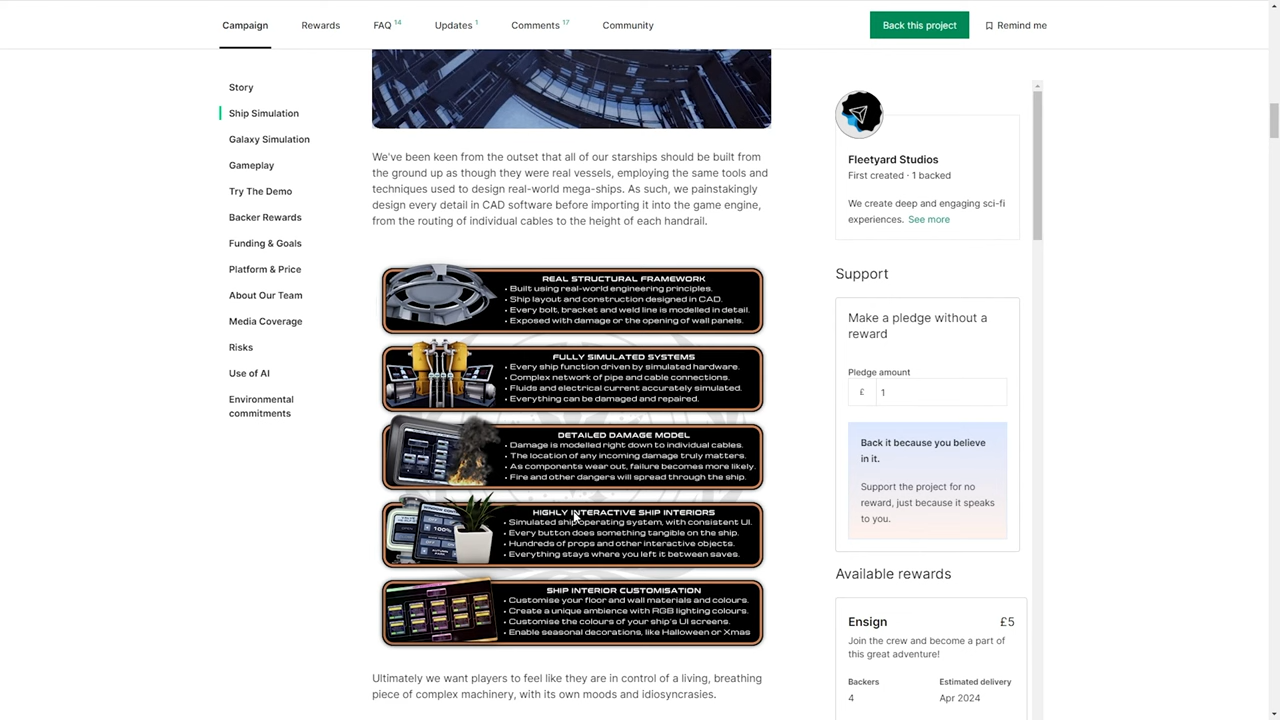 Campaign
Rewards
FAQ 14
Updates 1
Comments 17
Community
Back this project
Remind me
Story
Ship Simulation
Galaxy Simulation
Gameplay
Try The Demo
Backer Rewards
Funding & Goals
Platform & Price
About Our Team
Media Coverage
Risks
Use of AI
Environmental
commitments
We've been keen from the outset that all of our starships should be built from
the ground up as though they were real vessels, employing the same tools and
techniques used to design real-world mega-ships. As such, we painstakingly
design every detail in CAD software before importing it into the game engine,
from the routing of individual cables to the height of each handrail.
REAL STRUCTURAL FRAMEWORK
• Built using real-world engineering principles.
• Ship layout and construction designed in CAD.
• Every bolt, bracket and weld line is modelled in detail.
• Exposed with damage or the opening of wall panels.
FULLY SIMULATED SYSTEMS
• Every ship function driven by simulated hardware.
• Complex network of pipe and cable connections.
• Fluids and electrical current accurately simulated.
• Everything can be damaged and repaired.
DETAILED DAMAGE MODEL
• Damage is modelled right down to individual cables.
• The location of any incoming damage truly matters.
• As components wear out, failure becomes more likely.
• Fire and other dangers will spread through the ship.
HIGHLY INTERACTIVE SHIP INTERIORS
• Simulated ship operating system, with consistent UI.
• Every button does something tangible on the ship.
• Hundreds of props and other interactive objects.
• Everything stays where you left it between saves.
100%
SHIP INTERIOR CUSTOMISATION
• Customise your floor and wall materials and colours.
• Create a unique ambience with RGB lighting colours.
• Customise the colours of your ship's UI screens.
• Enable seasonal decorations, like Halloween or Xmas
Ultimately we want players to feel like they are in control of a living, breathing
piece of complex machinery, with its own moods and idiosyncrasies.
Fleetyard Studios
First created · 1 backed
We create deep and engaging sci-fi
experiences. See more
Support
Make a pledge without a
reward
Pledge amount
£ 1
Back it because you believe
in it.
Support the project for no
reward, just because it speaks
to you.
Available rewards
Ensign £5
Join the crew and become a part of
this great adventure!
Backers Estimated delivery
4 Apr 2024